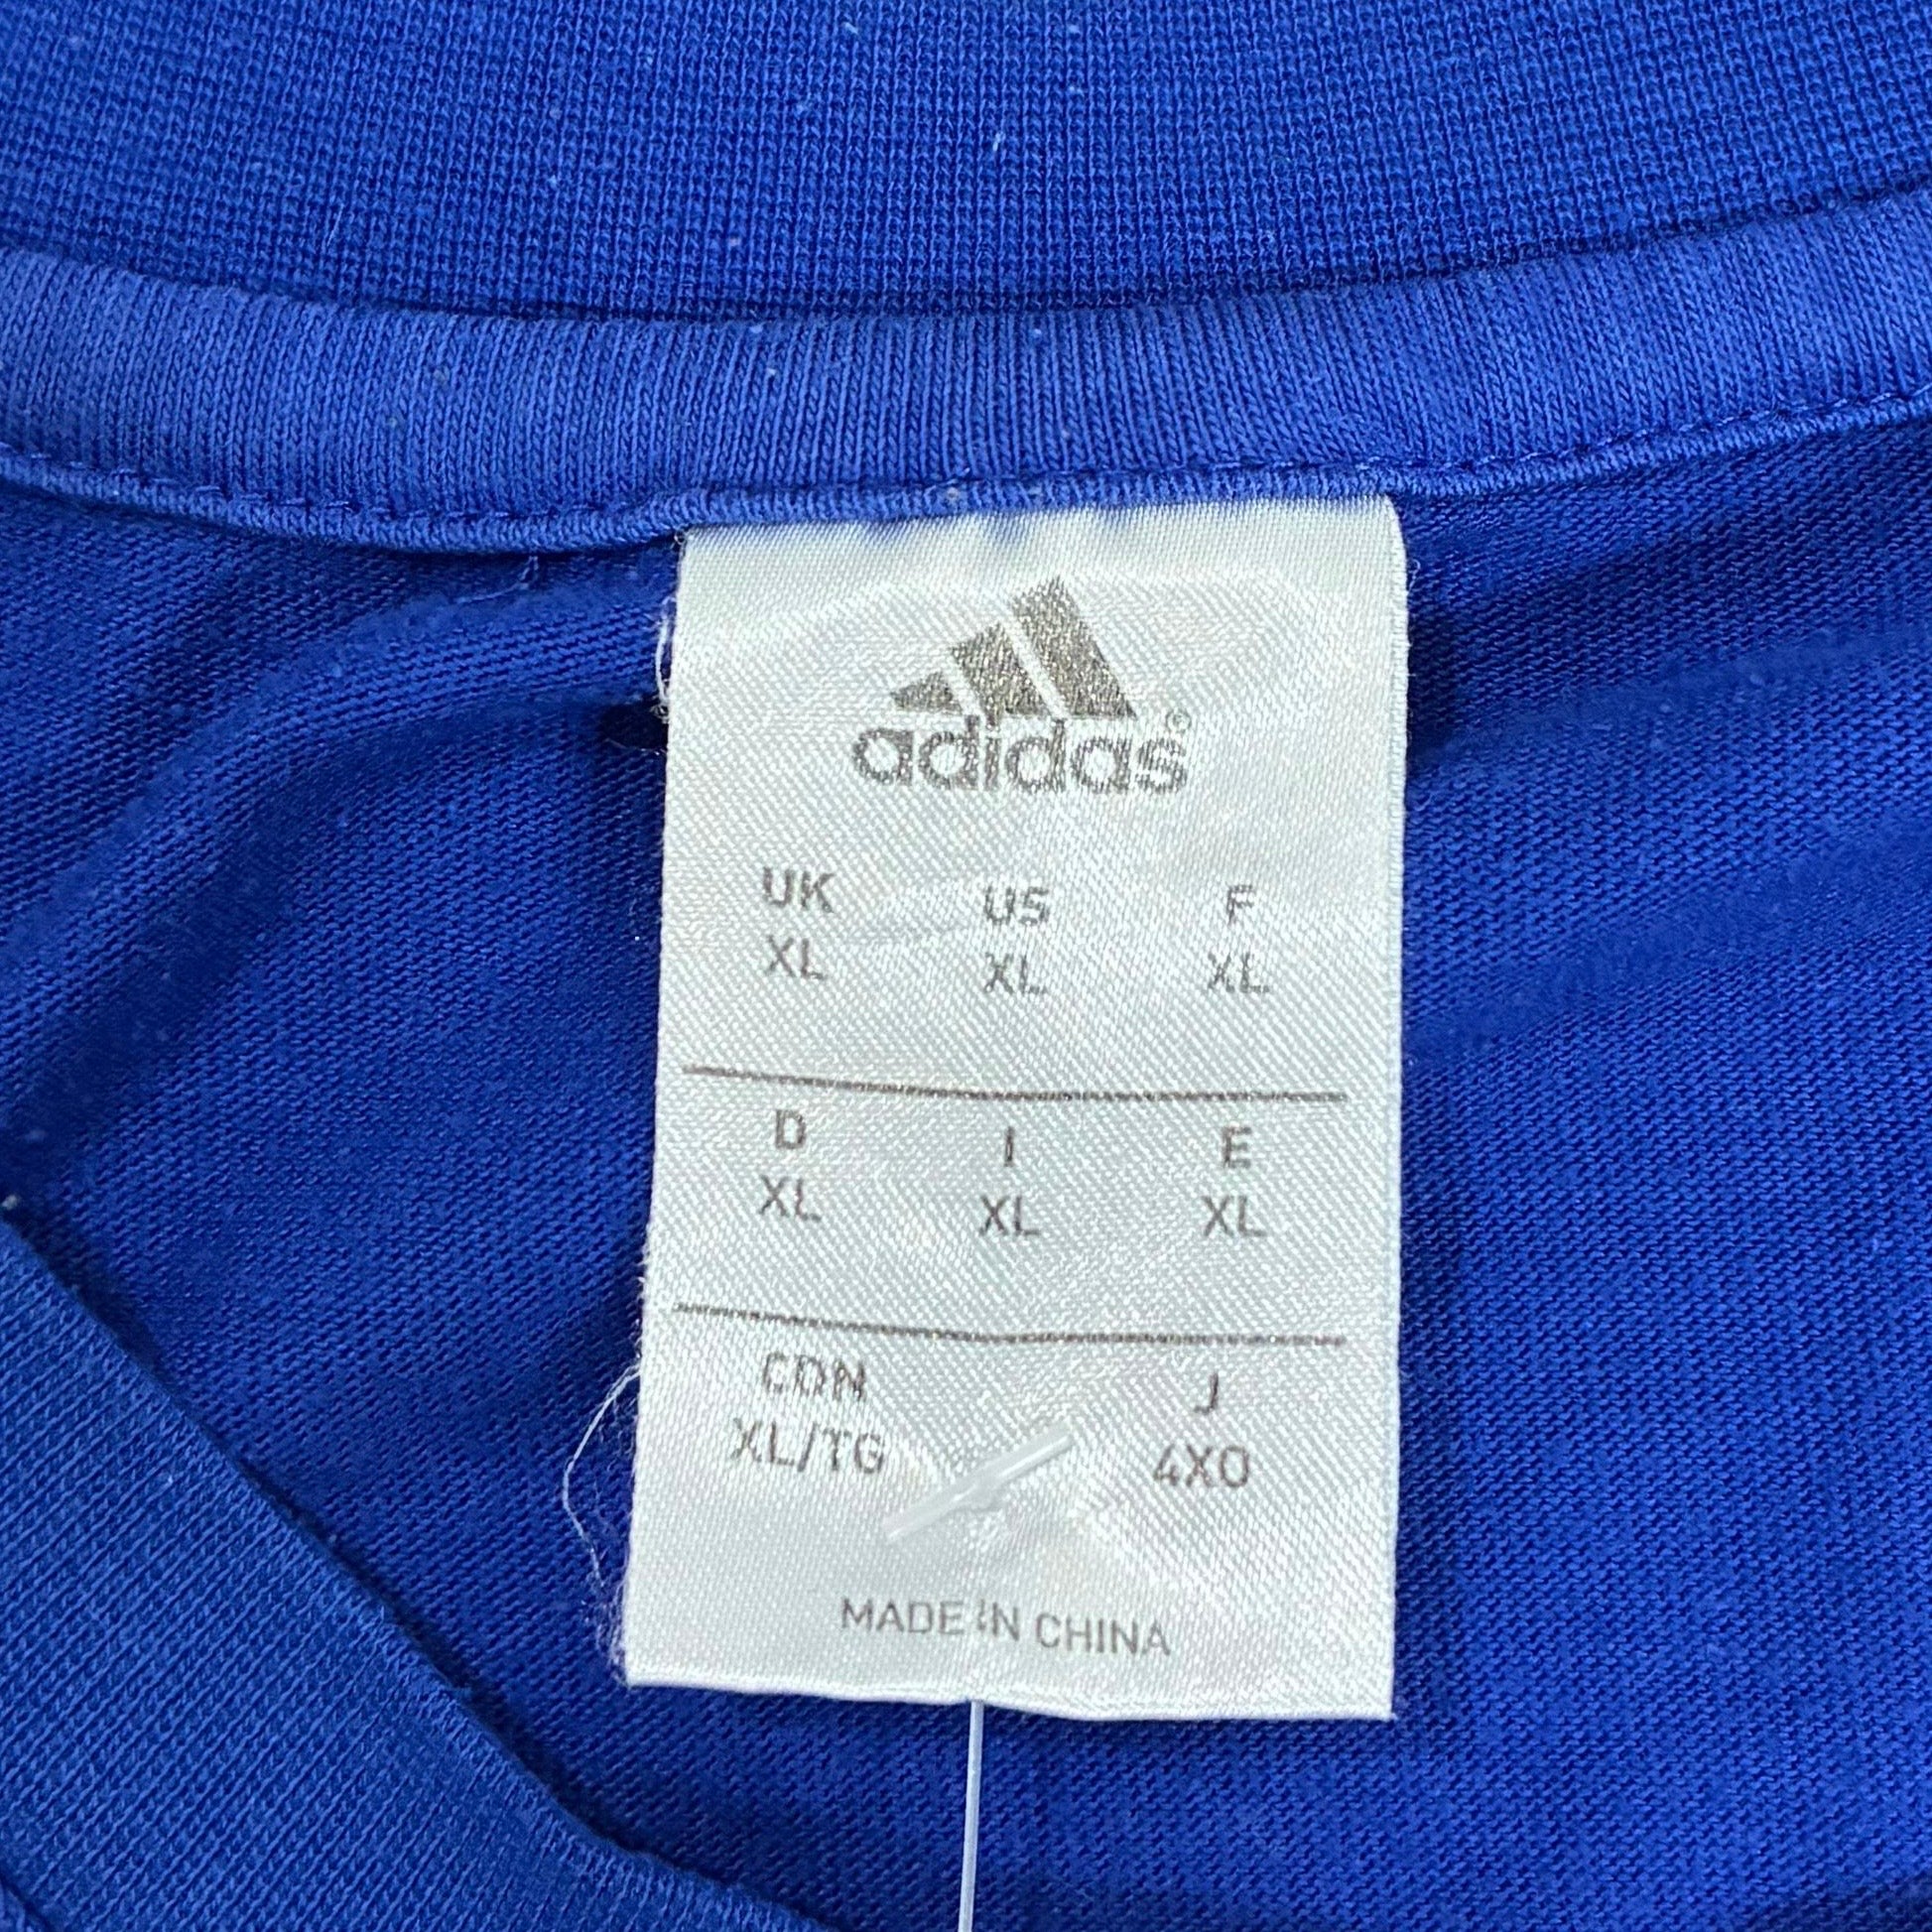 adidas®
UK US F
XL XL XL
D I E
XL XL XL
CDN J
XL/TG 4XO
MADE IN CHINA